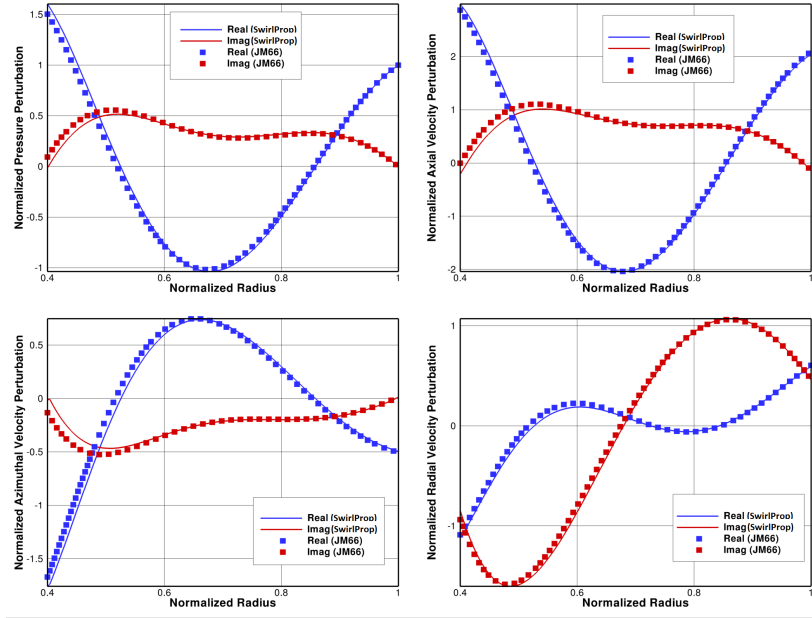 Normalized Pressure Perturbation
1.5
1
0.5
0
-0.5
-1
Real (SwirlProp)
Imag(SwirlProp)
Real (JM66)
Imag (JM66)
0.4
0.6
0.8
1
Normalized Radius
Normalized Axial Velocity Perturbation
2
1
0
-1
-2
Real (SwirlProp)
Imag(SwirlProp)
Real (JM66)
Imag (JM66)
0.4
0.6
0.8
1
Normalized Radius
Normalized Azimuthal Velocity Perturbation
0.5
0
-0.5
-1
-1.5
Real (SwirlProp)
Imag(SwirlProp)
Real (JM66)
Imag (JM66)
0.4
0.6
0.8
1
Normalized Radius
Normalized Radial Velocity Perturbation
1
0
-1
Real (SwirlProp)
Imag(SwirlProp)
Real (JM66)
Imag (JM66)
0.4
0.6
0.8
1
Normalized Radius